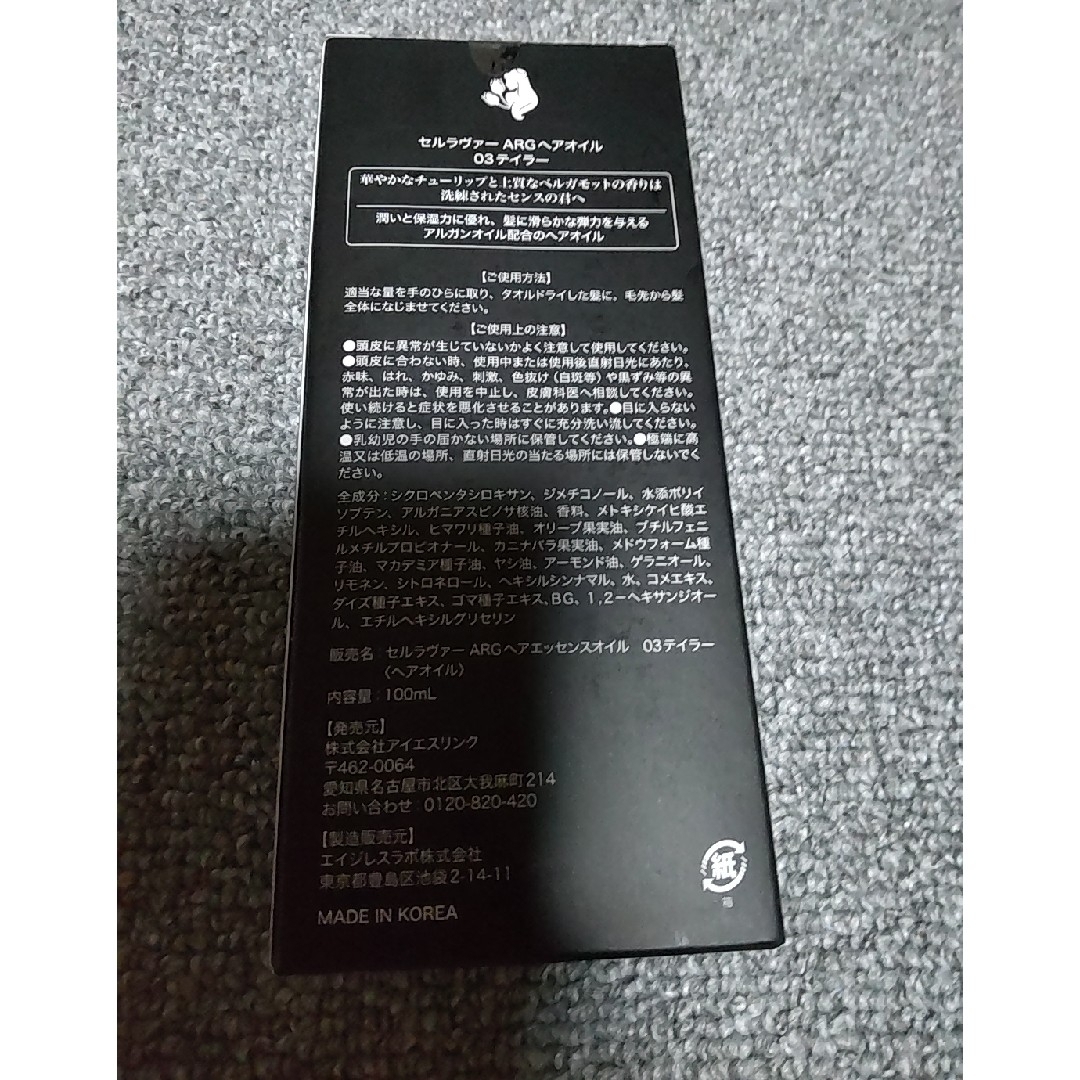 セルラヴァー ARGヘアオイル
03テイラー
華やかなチューリップと上質なベルガモットの香りは
洗練されたセンスの君へ
潤いと保湿力に優れ、髪に滑らかな弾力を与える
アルガンオイル配合のヘアオイル
【ご使用方法】
適当な量を手のひらに取り、タオルドライした髪に、毛先から髪
全体になじませてください。
【ご使用上の注意】
●頭皮に異常が生じていないかよく注意して使用してください。
●頭皮に合わない時、使用中または使用後直射日光にあたり、
赤味、はれ、かゆみ、刺激、色抜け(白斑等)や黒ずみ等の異
常が出た時は、使用を中止し、皮膚科医へ相談してください。
使い続けると症状を悪化させることがあります。●目に入らない
ように注意し、目に入った時はすぐに充分洗い流してください。
●乳幼児の手の届かない場所に保管してください。●極端に高
温又は低温の場所、直射日光の当たる場所には保管しないでく
ださい。
全成分:シクロペンタシロキサン、ジメチコノール、水添ポリイ
ソブテン、アルガニアスピノサ核油、香料、メトキシケイヒ酸エ
チルヘキシル、ヒマワリ種子油、オリーブ果実油、ブチルフェニ
ルメチルプロピオナール、カニナバラ果実油、メドウフォーム種
子油、マカデミア種子油、ヤシ油、アーモンド油、ゲラニオール、
リモネン、シトロネロール、ヘキシルシンナマル、水、コメエキス、
ダイズ種子エキス、ゴマ種子エキス、BG、1,2-ヘキサンジオー
ル、エチルヘキシルグリセリン
販売名 セルラヴァー ARGヘアエッセンスオイル 03テイラー
(ヘアオイル)
内容量:100mL
【発売元】
株式会社アイエスリンク
〒462-0064
愛知県名古屋市北区大我麻町214
お問い合わせ:0120-820-420
【製造販売元】
エイジレスラボ株式会社
東京都豊島区池袋2-14-11
MADE IN KOREA
紙
箱